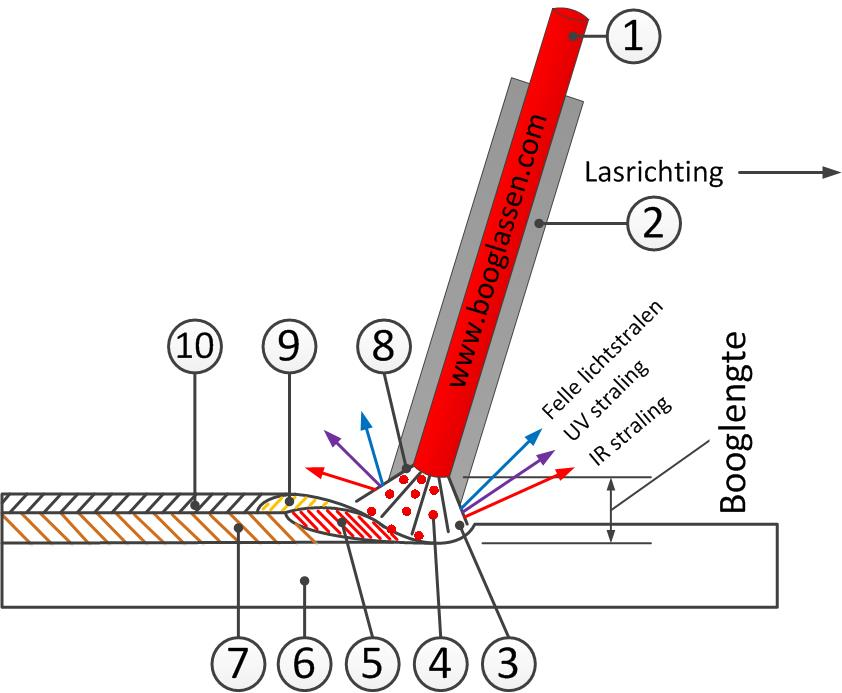 1
www.booglassen.com
Lasrichting
2
10
9
8
Felle lichtstralen
UV straling
IR straling
Booglengte
7
6
5
4
3